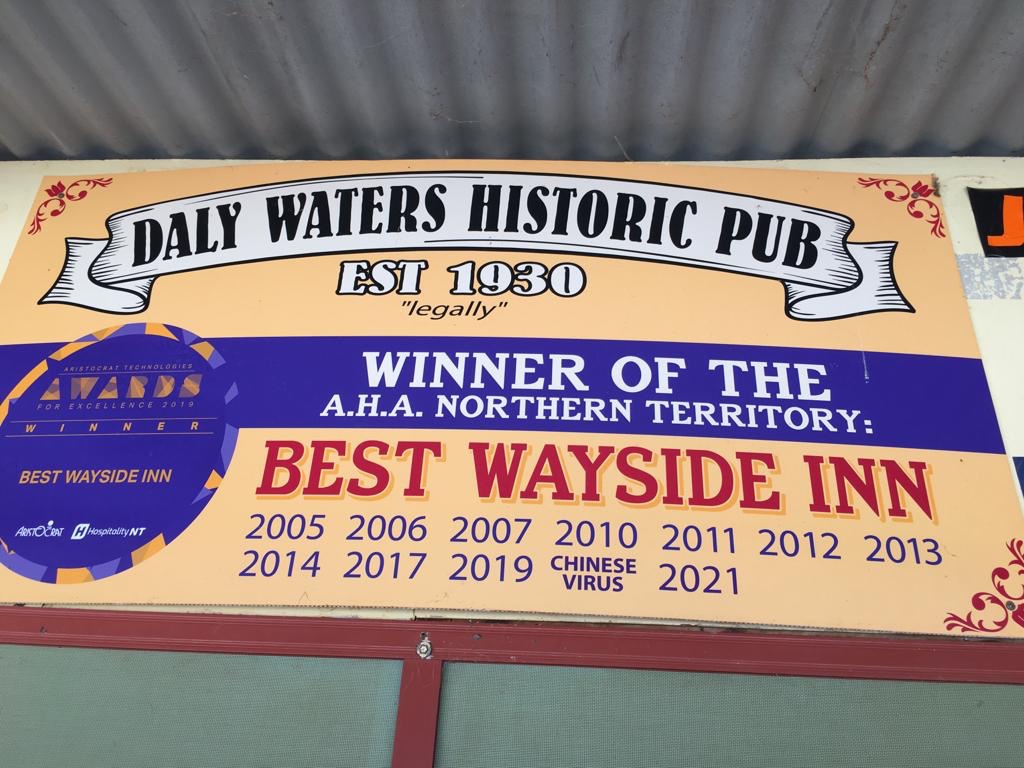 DALY WATERS HISTORIC PUB
EST 1930
"legally"
ARISTOCRAT TECHNOLOGIES
AWARDS
FOR EXCELLENCE 2019
WINNER
BEST WAYSIDE INN
ARISTOCRAT H Hospitality NT
WINNER OF THE
A.H.A. NORTHERN TERRITORY:
BEST WAYSIDE INN
2005 2006 2007 2010 2011 2012 2013
2014 2017 2019 CHINESE VIRUS 2021